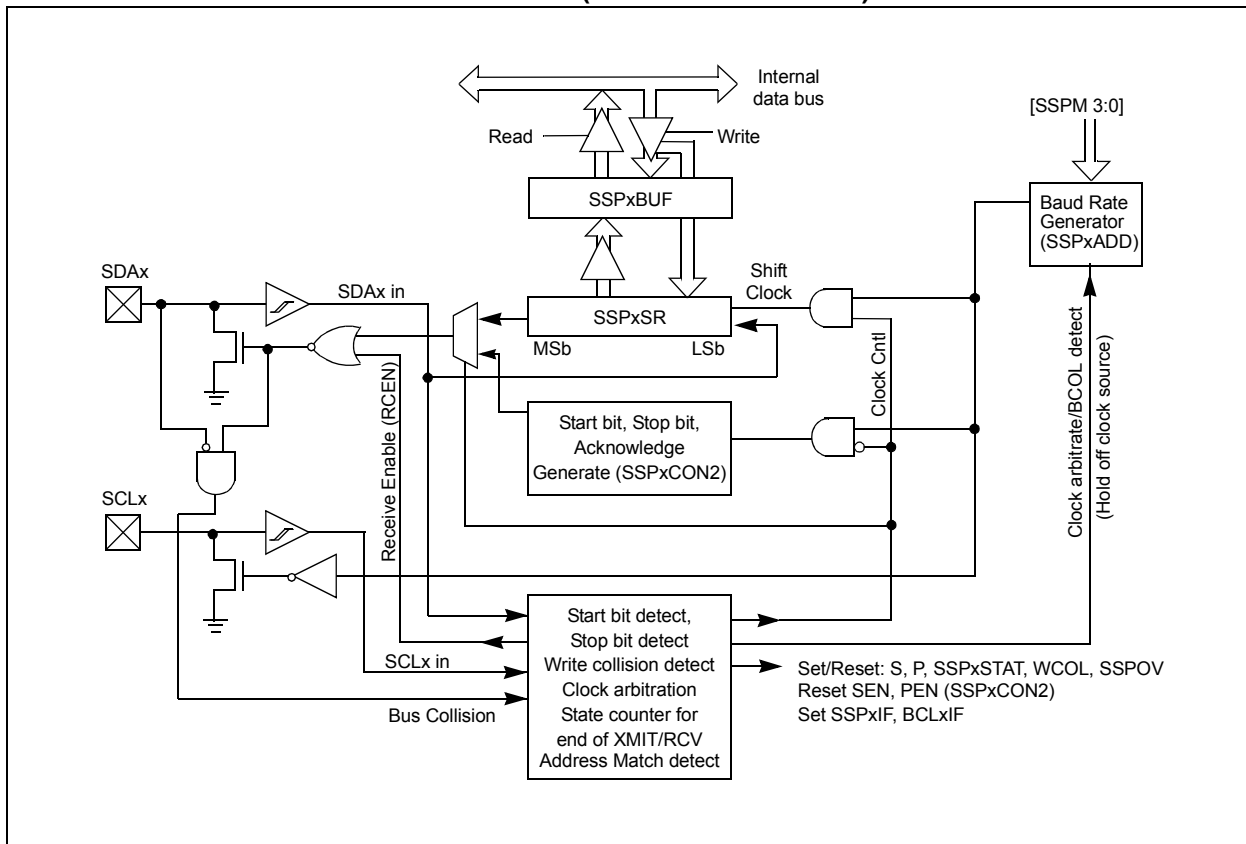 Internal
data bus
[SSPM 3:0]
Read
Write
SSPxBUF
Baud Rate
Generator
(SSPxADD)
SDAx
SDAx in
Shift
Clock
SSPxSR
MSb
LSb
Receive Enable (RCEN)
Clock Cntl
Clock arbitrate/BCOL detect
(Hold off clock source)
Start bit, Stop bit,
Acknowledge
Generate (SSPxCON2)
SCLx
SCLx in
Bus Collision
Start bit detect,
Stop bit detect
Write collision detect
Clock arbitration
State counter for
end of XMIT/RCV
Address Match detect
Set/Reset: S, P, SSPxSTAT, WCOL, SSPOV
Reset SEN, PEN (SSPxCON2)
Set SSPxIF, BCLxIF